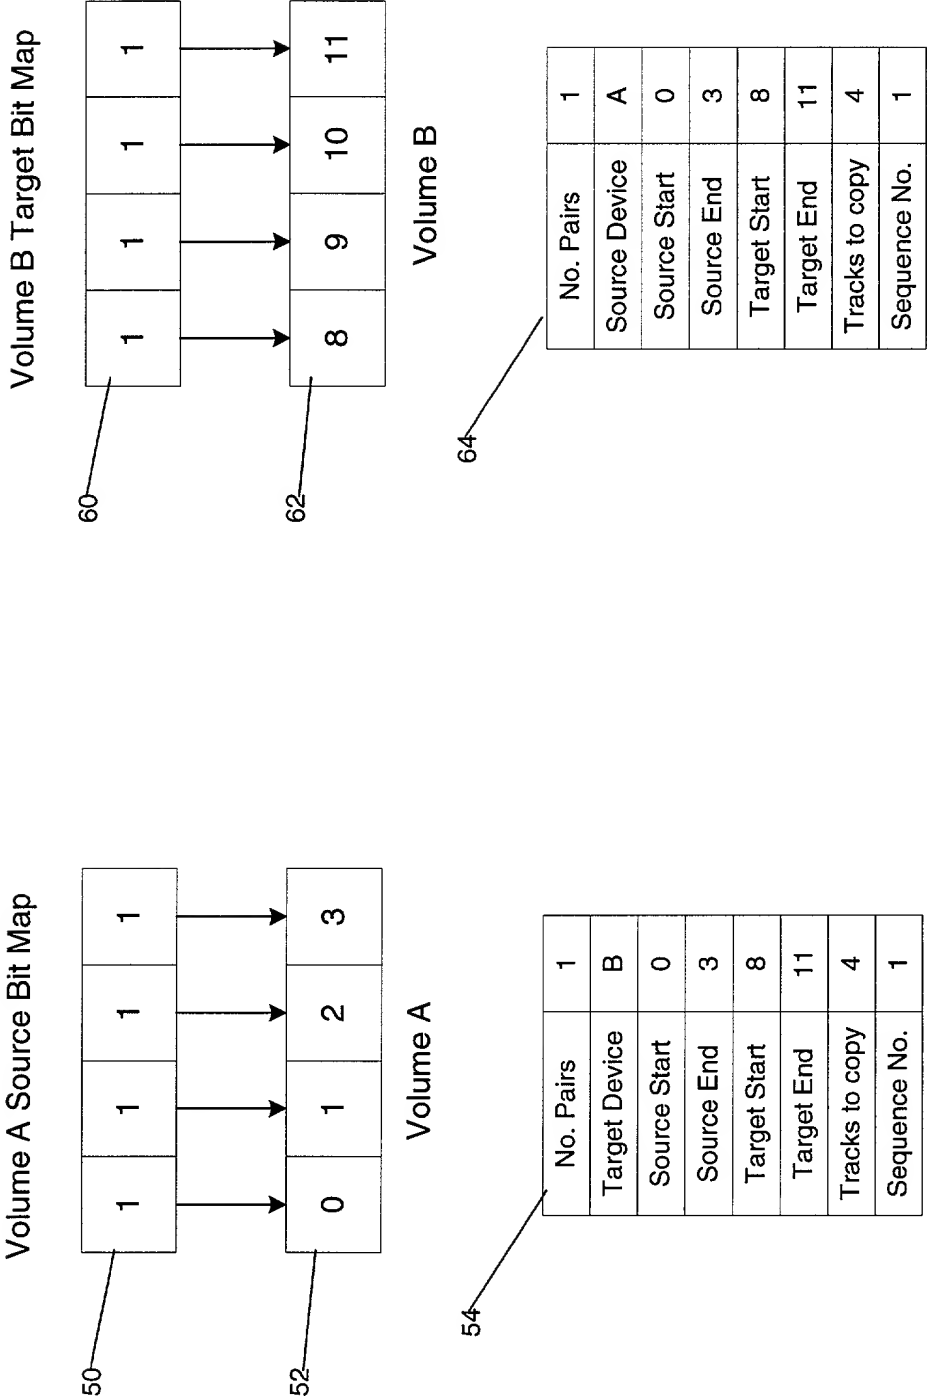 Volume A Source Bit Map
50
1 1 1 1
52
0 1 2 3
Volume A
54
No. Pairs 1
Target Device B
Source Start 0
Source End 3
Target Start 8
Target End 11
Tracks to copy 4
Sequence No. 1
Volume B Target Bit Map
60
1 1 1 1
62
8 9 10 11
Volume B
64
No. Pairs 1
Source Device A
Source Start 0
Source End 3
Target Start 8
Target End 11
Tracks to copy 4
Sequence No. 1